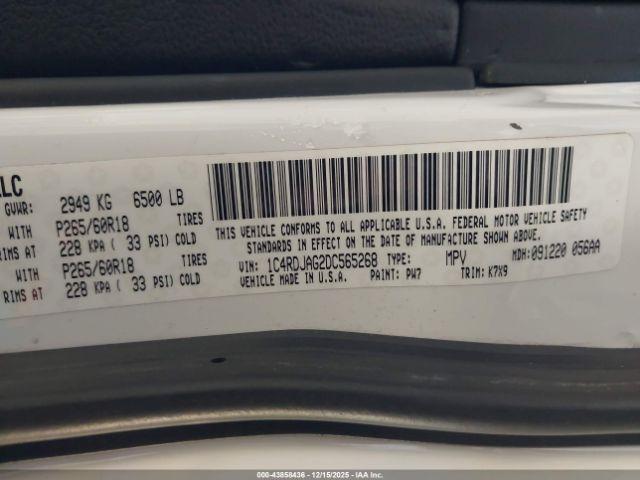 LLC
GVWR: 2949 KG 6500 LB
WITH P265/60R18 TIRES
RIMS AT 228 KPA ( 33 PSI) COLD
WITH P265/60R18 TIRES
RIMS AT 228 KPA ( 33 PSI) COLD
THIS VEHICLE CONFORMS TO ALL APPLICABLE U.S.A. FEDERAL MOTOR VEHICLE SAFETY
STANDARDS IN EFFECT ON THE DATE OF MANUFACTURE SHOWN ABOVE.
VIN: 1C4RDJAG2DC565268 TYPE: MPV MDH: 091220 056AA
VEHICLE MADE IN U.S.A. PAINT: PW7 TRIM: K7X9
000-43858436 - 12/15/2025 - IAA Inc.